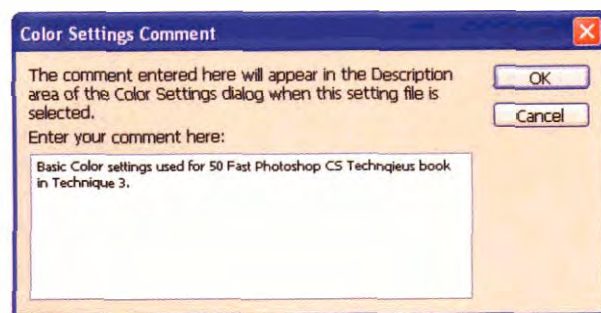 Color Settings Comment
The comment entered here will appear in the Description
area of the Color Settings dialog when this setting file is
selected.
OK
Cancel
Enter your comment here:
Basic Color settings used for 50 Fast Photoshop CS Technqieus book
in Technique 3.